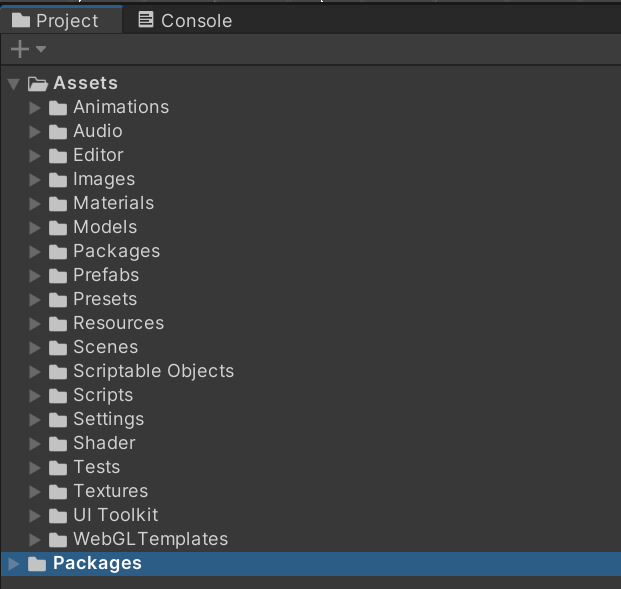 Project Console
Assets
Animations
Audio
Editor
Images
Materials
Models
Packages
Prefabs
Presets
Resources
Scenes
Scriptable Objects
Scripts
Settings
Shader
Tests
Textures
UI Toolkit
WebGLTemplates
Packages